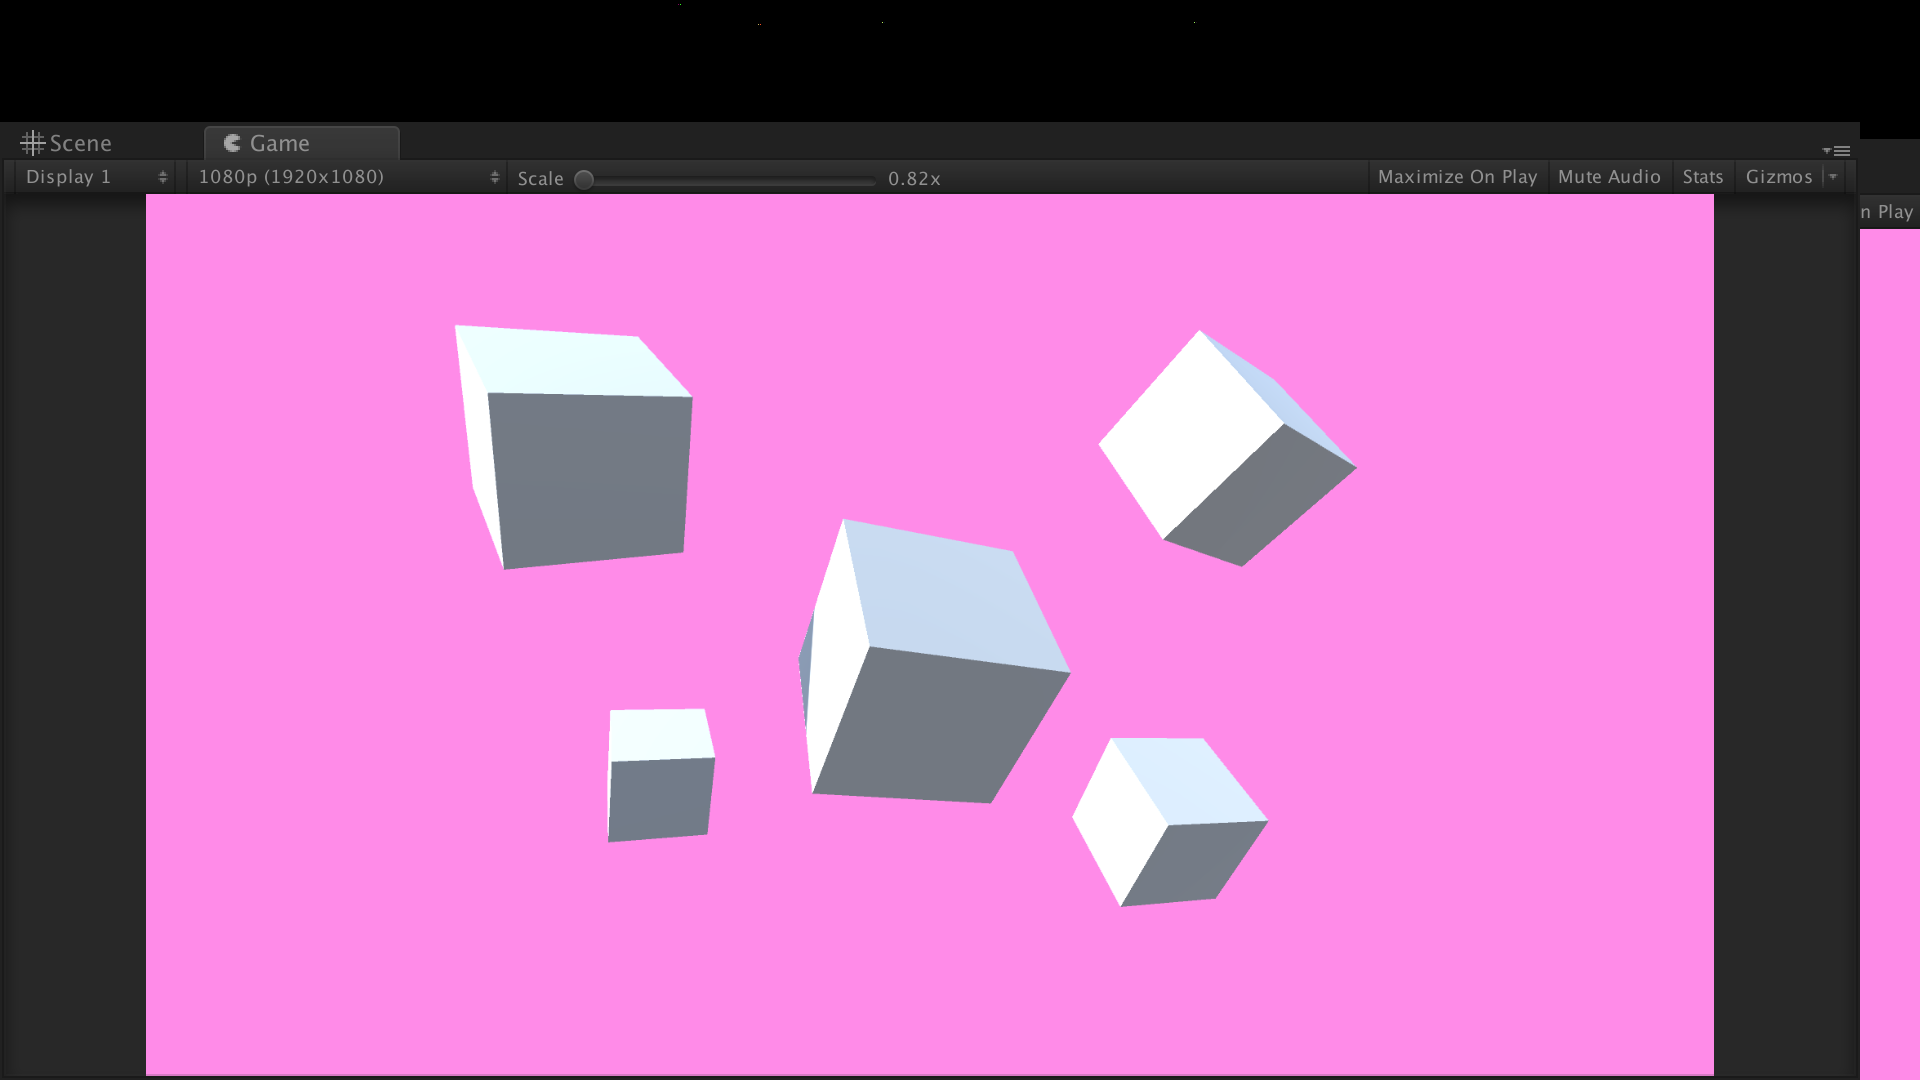 Scene
Game
Display 1
1080p (1920x1080)
Scale
0.82x
Maximize On Play
Mute Audio
Stats
Gizmos
n Play